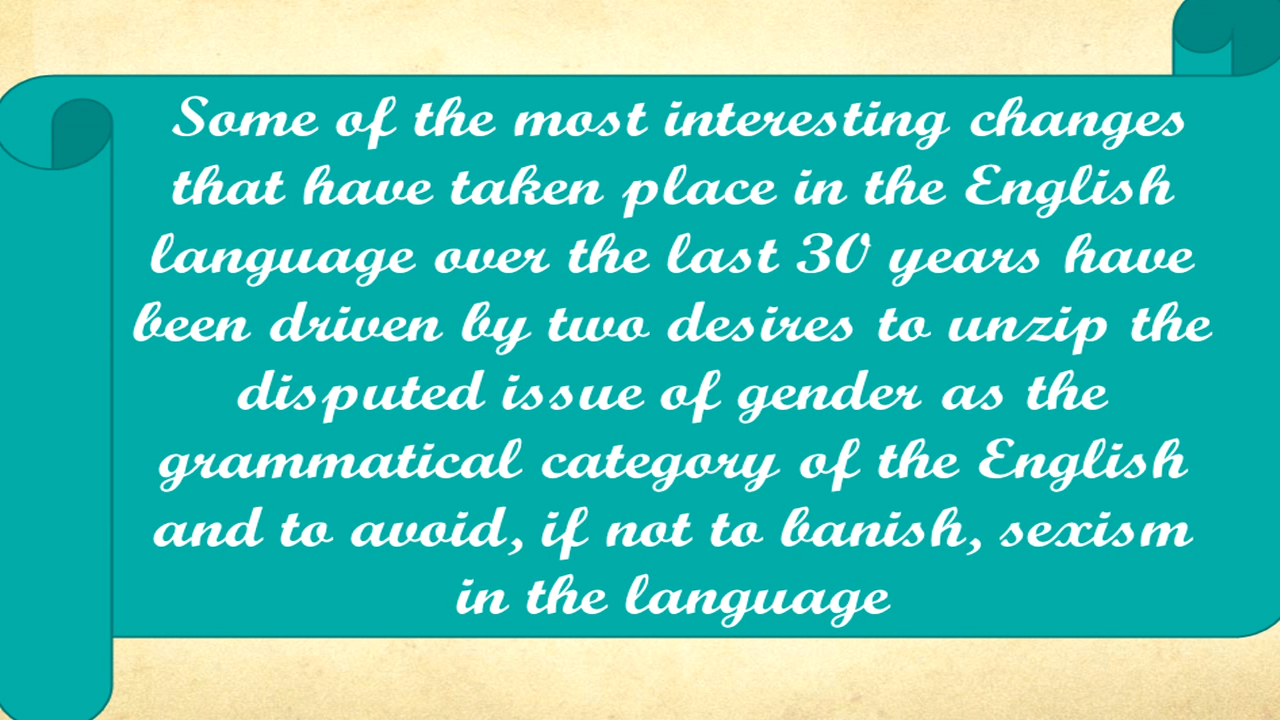 Some of the most interesting changes
that have taken place in the English
language over the last 30 years have
been driven by two desires to unzip the
disputed issue of gender as the
grammatical category of the English
and to avoid, if not to banish, sexism
in the language